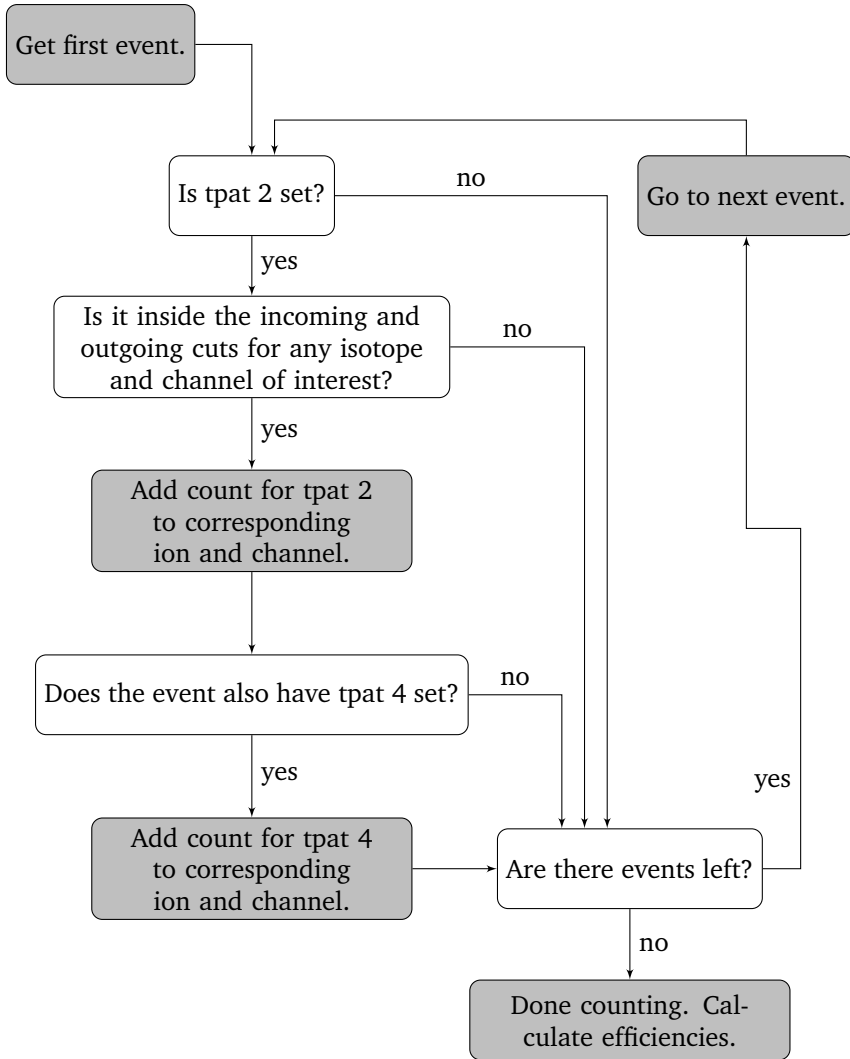 Get first event.
Is tpat 2 set?
no
Go to next event.
yes
Is it inside the incoming and
outgoing cuts for any isotope
and channel of interest?
no
yes
Add count for tpat 2
to corresponding
ion and channel.
Does the event also have tpat 4 set?
no
yes
yes
Add count for tpat 4
to corresponding
ion and channel.
Are there events left?
no
Done counting. Cal-
culate efficiencies.